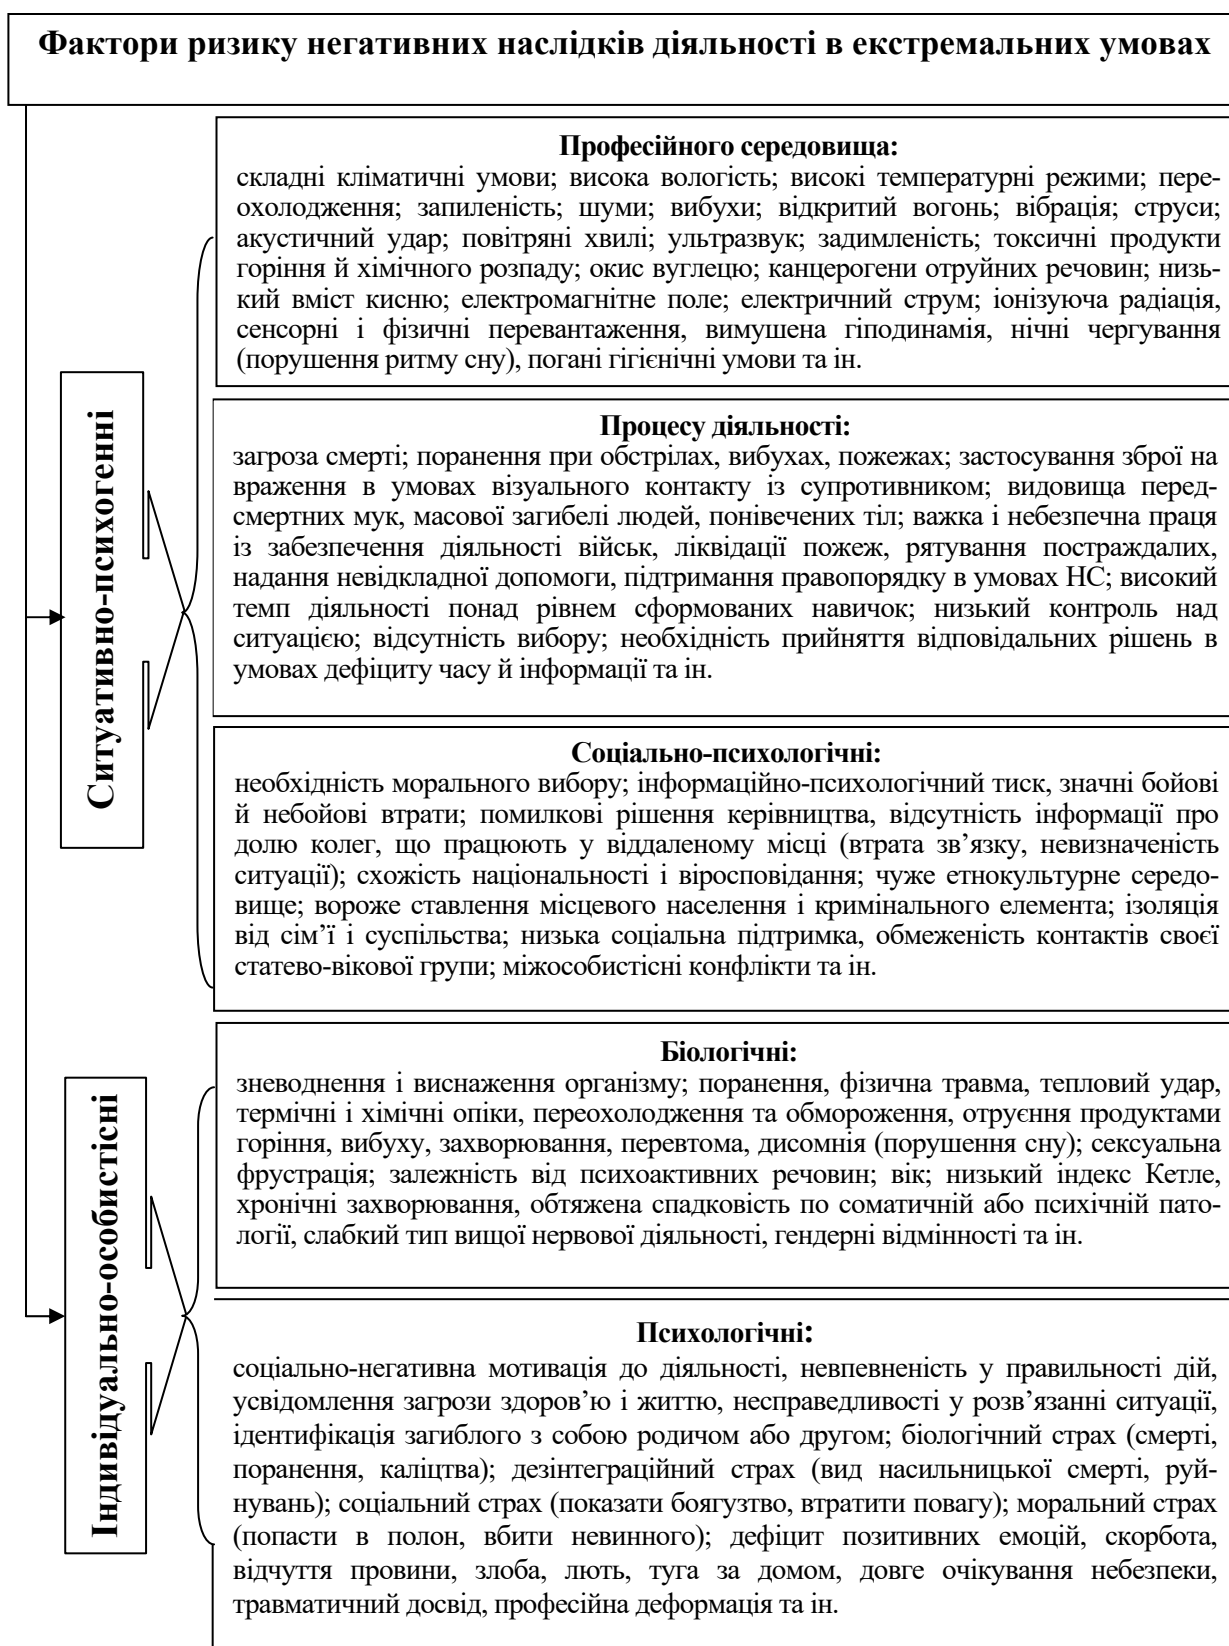 Фактори ризику негативних наслідків діяльності в екстремальних умовах
Ситуативно-психогенні
Професійного середовища:
складні кліматичні умови; висока вологість; високі температурні режими; пере-
охолодження; запиленість; шуми; вибухи; відкритий вогонь; вібрація; струси;
акустичний удар; повітряні хвилі; ультразвук; задимленість; токсичні продукти
горіння й хімічного розпаду; окис вуглецю; канцерогени отруйних речовин; низь-
кий вміст кисню; електромагнітне поле; електричний струм; іонізуюча радіація,
сенсорні і фізичні перевантаження, вимушена гіподинамія, нічні чергування
(порушення ритму сну), погані гігієнічні умови та ін.
Процесу діяльності:
загроза смерті; поранення при обстрілах, вибухах, пожежах; застосування зброї на
враження в умовах візуального контакту із супротивником; видовища перед-
смертних мук, масової загибелі людей, понівечених тіл; важка і небезпечна праця
із забезпечення діяльності військ, ліквідації пожеж, рятування постраждалих,
надання невідкладної допомоги, підтримання правопорядку в умовах НС; високий
темп діяльності понад рівнем сформованих навичок; низький контроль над
ситуацією; відсутність вибору; необхідність прийняття відповідальних рішень в
умовах дефіциту часу й інформації та ін.
Соціально-психологічні:
необхідність морального вибору; інформаційно-психологічний тиск, значні бойові
й небойові втрати; помилкові рішення керівництва, відсутність інформації про
долю колег, що працюють у віддаленому місці (втрата зв’язку, невизначеність
ситуації); схожість національності і віросповідання; чуже етнокультурне середо-
вище; вороже ставлення місцевого населення і кримінального елемента; ізоляція
від сім’ї і суспільства; низька соціальна підтримка, обмеженість контактів своєї
статево-вікової групи; міжособистісні конфлікти та ін.
Індивідуально-особистісні
Біологічні:
зневоднення і виснаження організму; поранення, фізична травма, тепловий удар,
термічні і хімічні опіки, переохолодження та обмороження, отруєння продуктами
горіння, вибуху, захворювання, перевтома, дисомнія (порушення сну); сексуальна
фрустрація; залежність від психоактивних речовин; вік; низький індекс Кетле,
хронічні захворювання, обтяжена спадковість по соматичній або психічній пато-
логії, слабкий тип вищої нервової діяльності, гендерні відмінності та ін.
Психологічні:
соціально-негативна мотивація до діяльності, невпевненість у правильності дій,
усвідомлення загрози здоров’ю і життю, несправедливості у розв’язанні ситуації,
ідентифікація загиблого з собою родичом або другом; біологічний страх (смерті,
поранення, каліцтва); дезінтеграційний страх (вид насильницької смерті, руй-
нувань); соціальний страх (показати боягузтво, втратити повагу); моральний страх
(попасти в полон, вбити невинного); дефіцит позитивних емоцій, скорбота,
відчуття провини, злоба, лють, туга за домом, довге очікування небезпеки,
травматичний досвід, професійна деформація та ін.